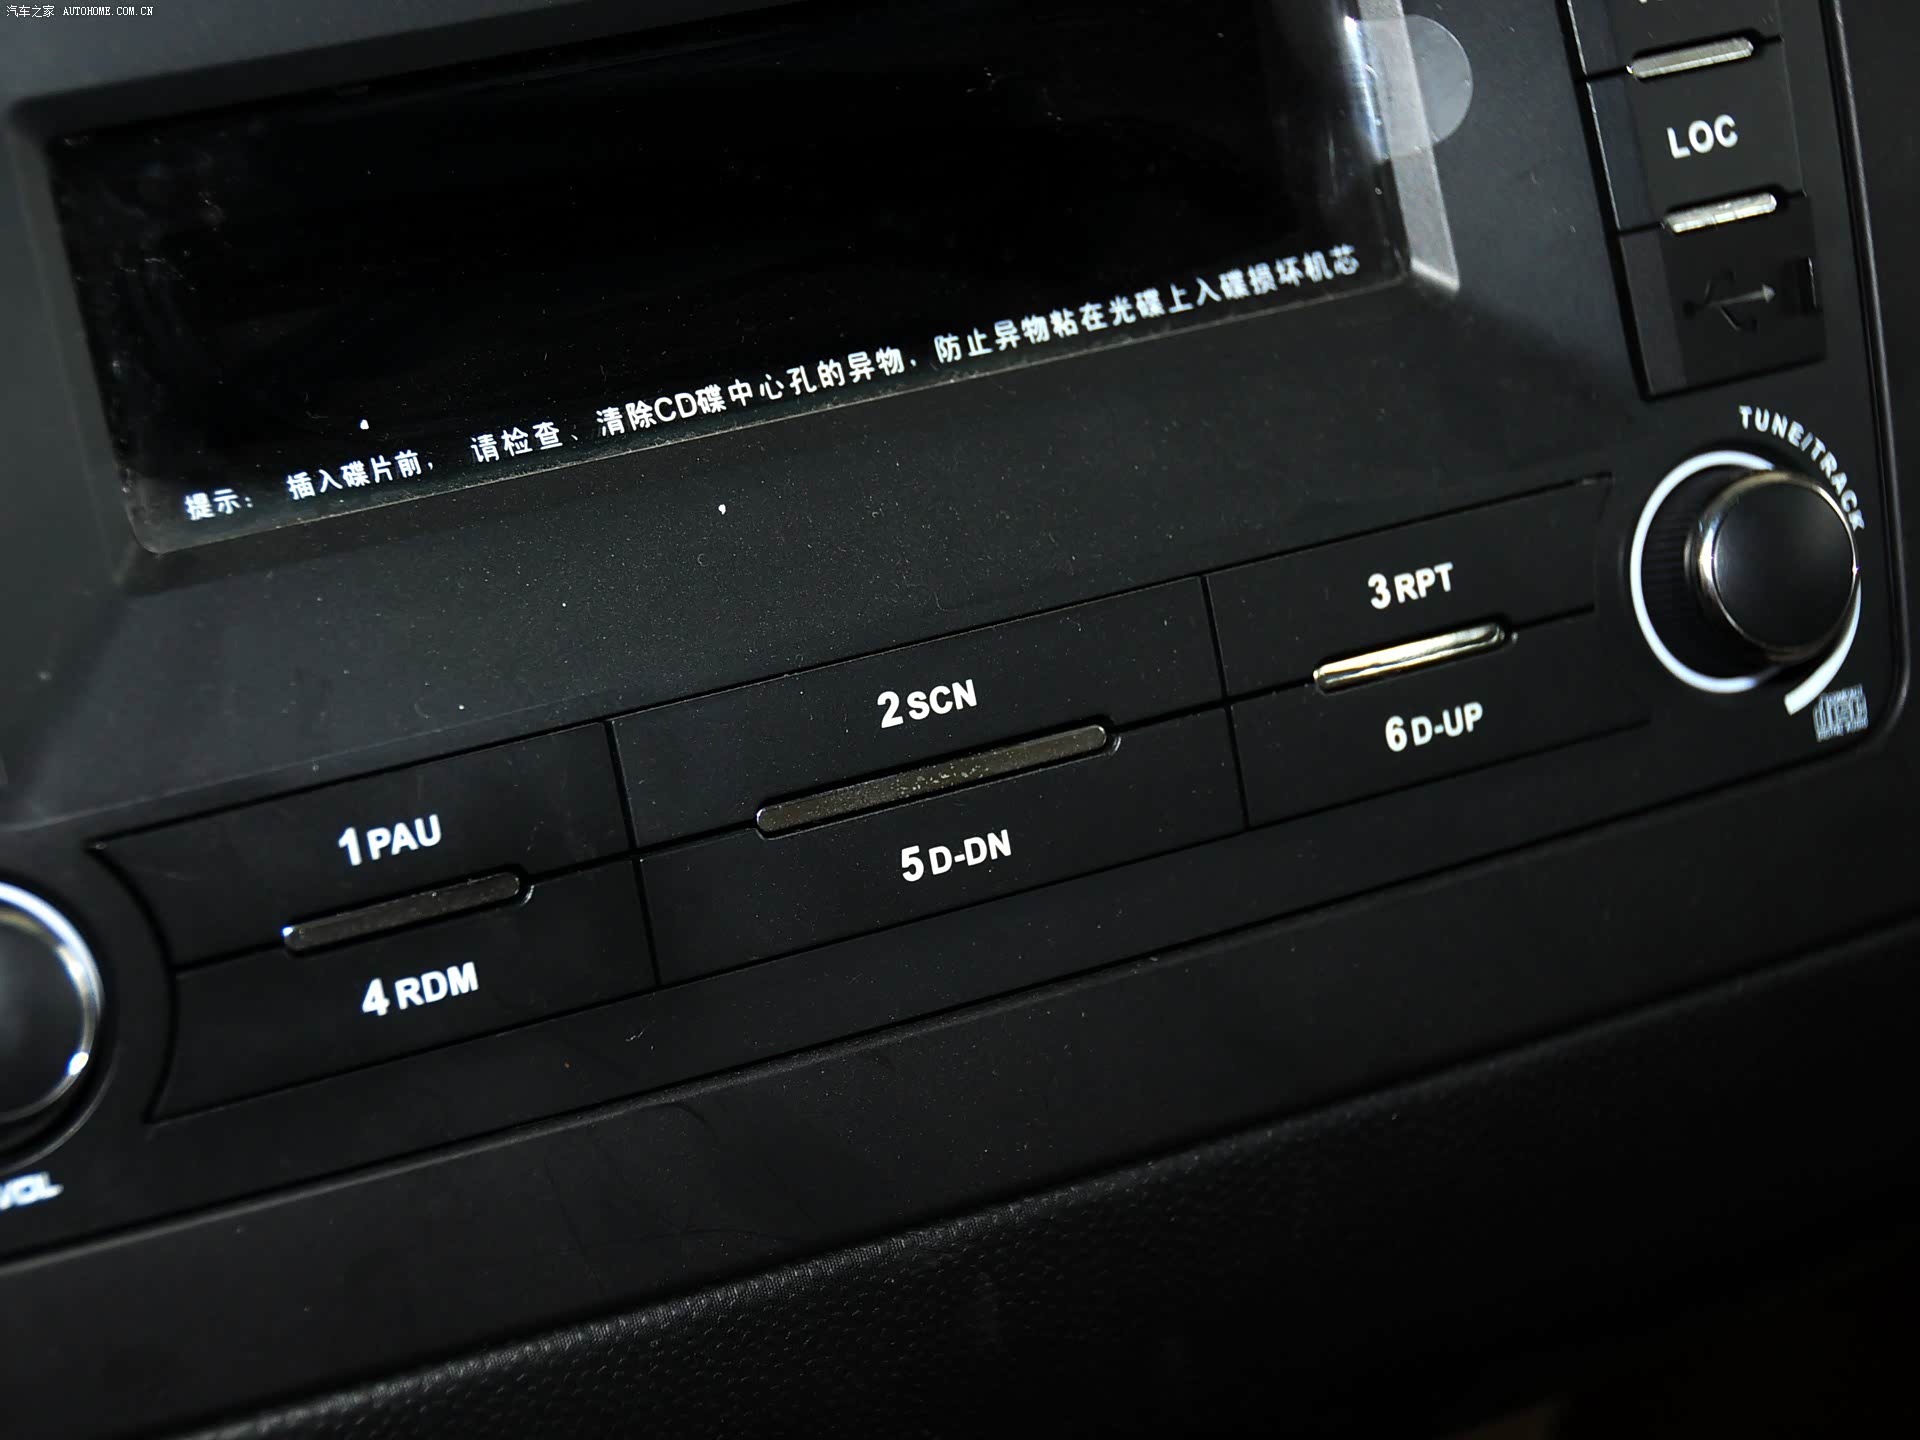 汽车之家 AUTOHOME.COM.CN
LOC
提示： 插入碟片前， 请检查、清除CD碟中心孔的异物，防止异物粘在光碟上入碟损坏机芯
TUNE/TRACK
1 PAU
2 SCN
3 RPT
4 RDM
5 D-DN
6 D-UP
disc
VOL